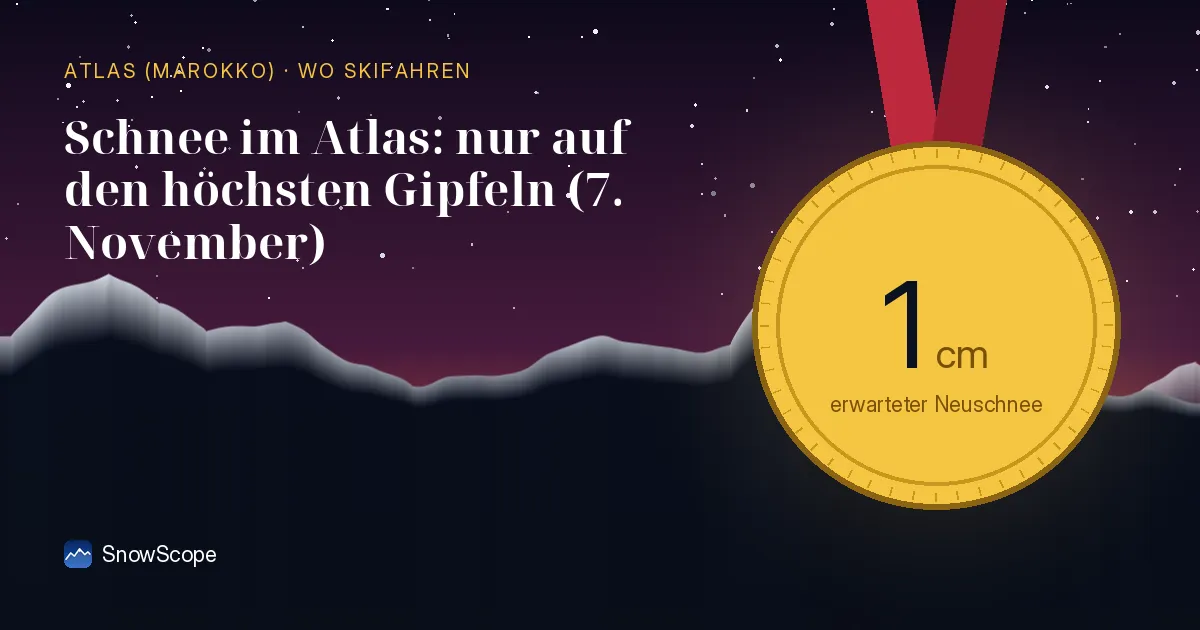 ATLAS (MAROKKO) · WO SKIFAHREN
Schnee im Atlas: nur auf
den höchsten Gipfeln (7.
November)
1 cm
erwarteter Neuschnee
SnowScope